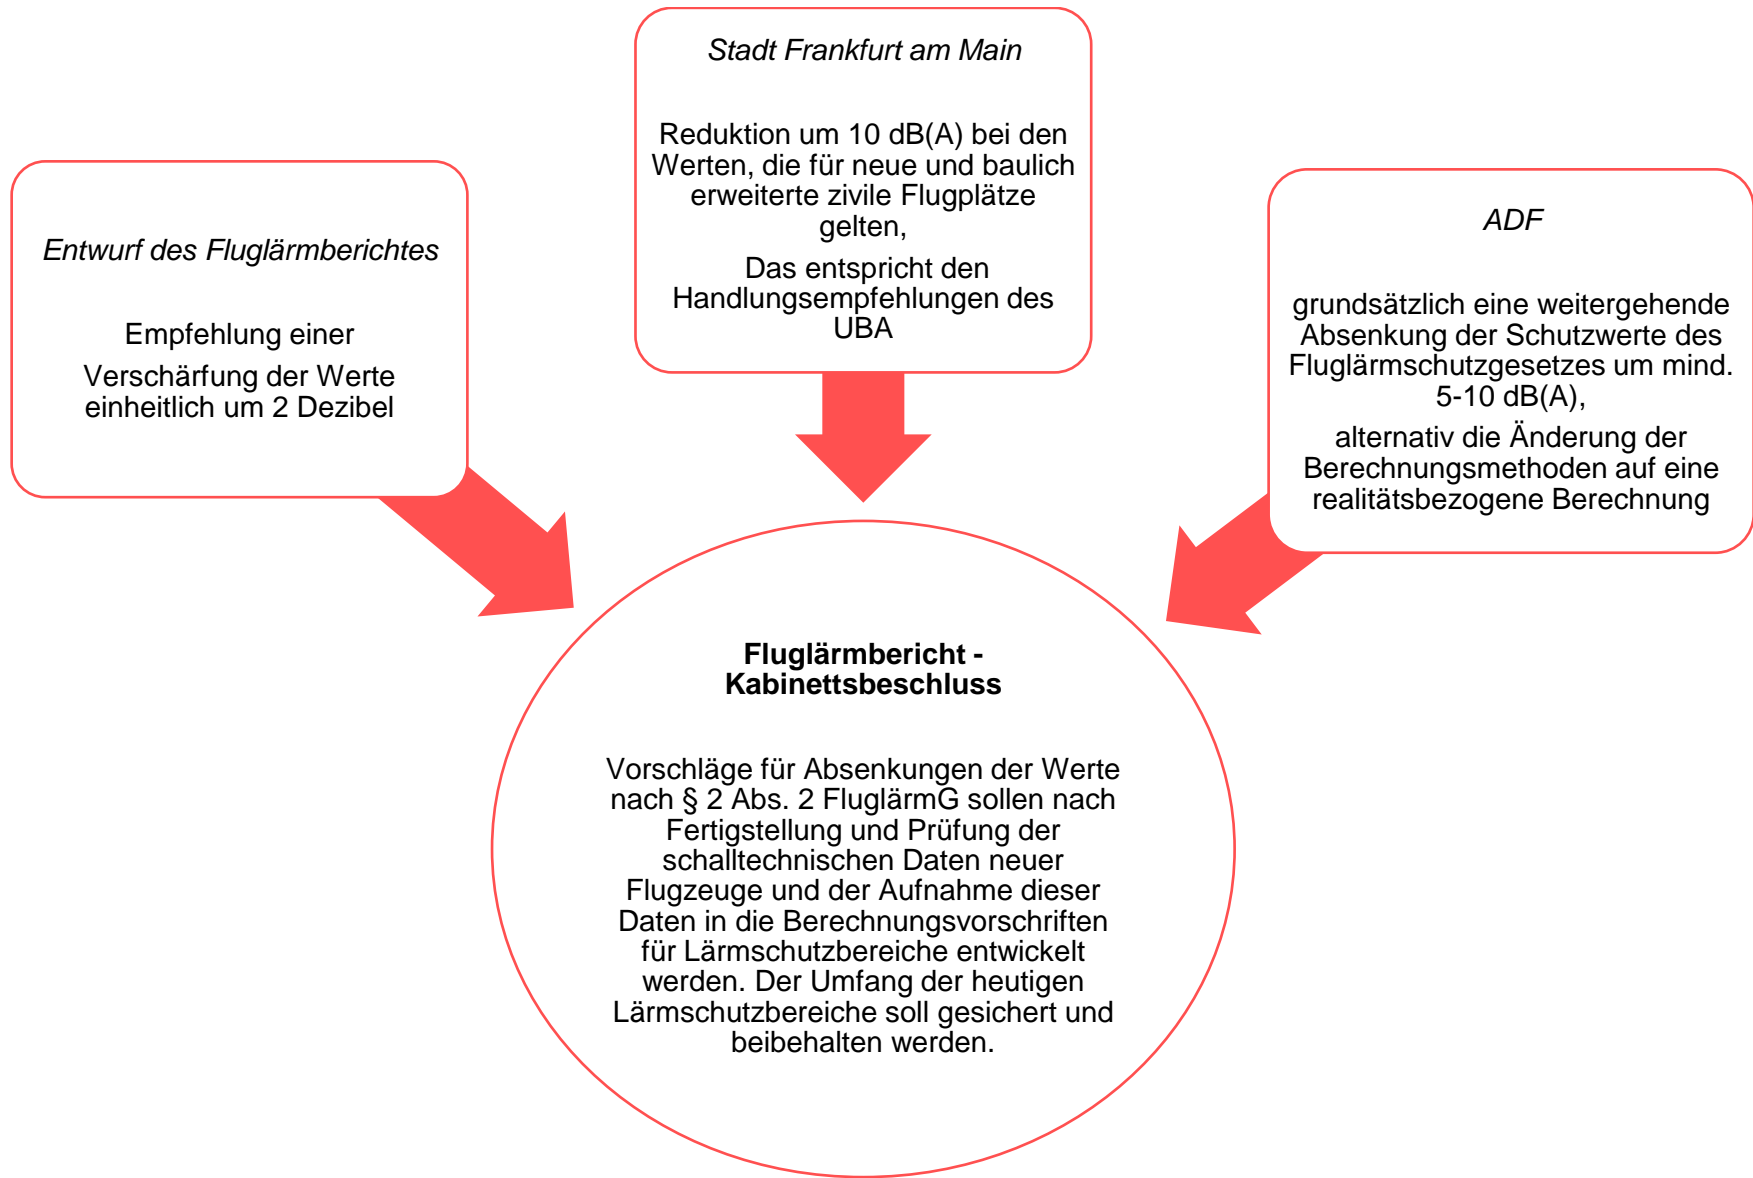 Entwurf des Fluglärmberichtes
Empfehlung einer
Verschärfung der Werte
einheitlich um 2 Dezibel
Stadt Frankfurt am Main
Reduktion um 10 dB(A) bei den
Werten, die für neue und baulich
erweiterte zivile Flugplätze
gelten,
Das entspricht den
Handlungsempfehlungen des
UBA
ADF
grundsätzlich eine weitergehende
Absenkung der Schutzwerte des
Fluglärmschutzgesetzes um mind.
5-10 dB(A),
alternativ die Änderung der
Berechnungsmethoden auf eine
realitätsbezogene Berechnung
Fluglärmbericht -
Kabinettsbeschluss
Vorschläge für Absenkungen der Werte
nach § 2 Abs. 2 FluglärmG sollen nach
Fertigstellung und Prüfung der
schalltechnischen Daten neuer
Flugzeuge und der Aufnahme dieser
Daten in die Berechnungsvorschriften
für Lärmschutzbereiche entwickelt
werden. Der Umfang der heutigen
Lärmschutzbereiche soll gesichert und
beibehalten werden.